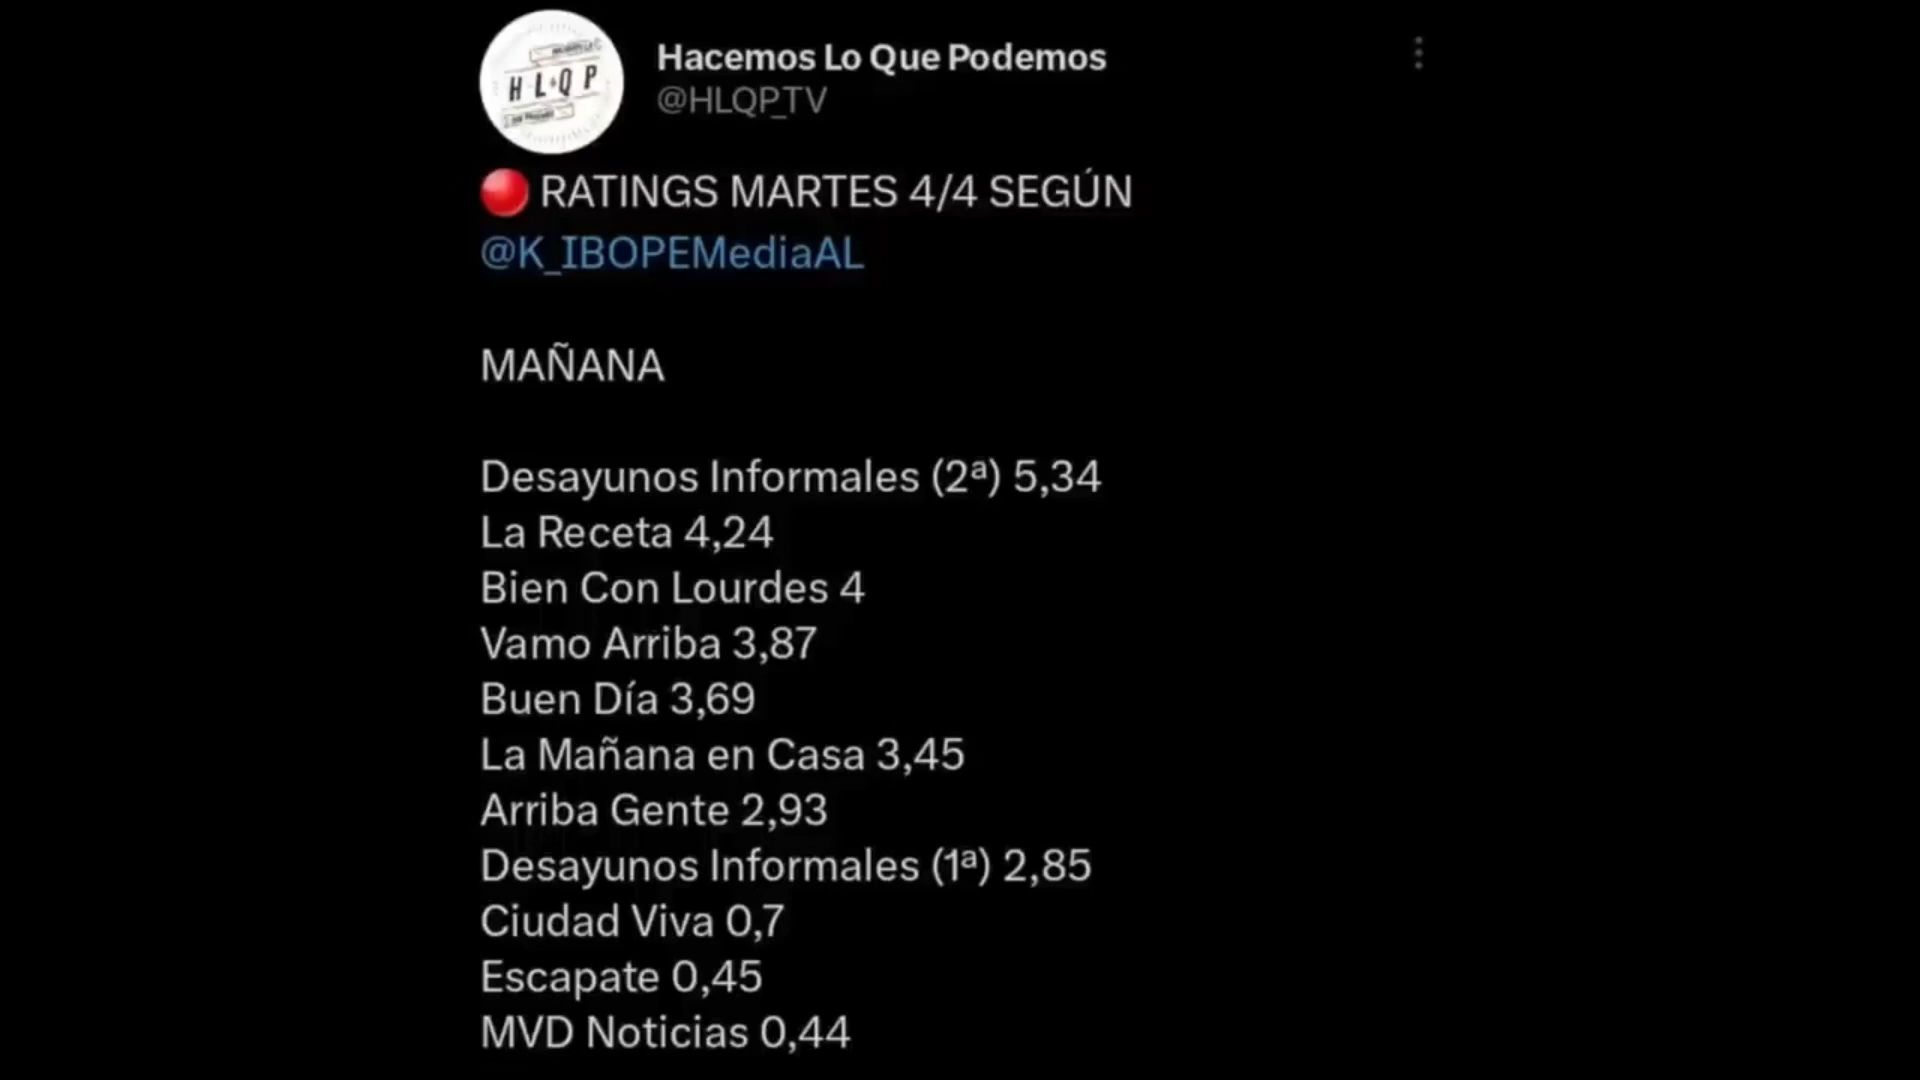 H L Q P
Hacemos Lo Que Podemos
@HLQP_TV
RATINGS MARTES 4/4 SEGÚN
@K_IBOPEMediaAL
MAÑANA
Desayunos Informales (2ª) 5,34
La Receta 4,24
Bien Con Lourdes 4
Vamo Arriba 3,87
Buen Día 3,69
La Mañana en Casa 3,45
Arriba Gente 2,93
Desayunos Informales (1ª) 2,85
Ciudad Viva 0,7
Escapate 0,45
MVD Noticias 0,44